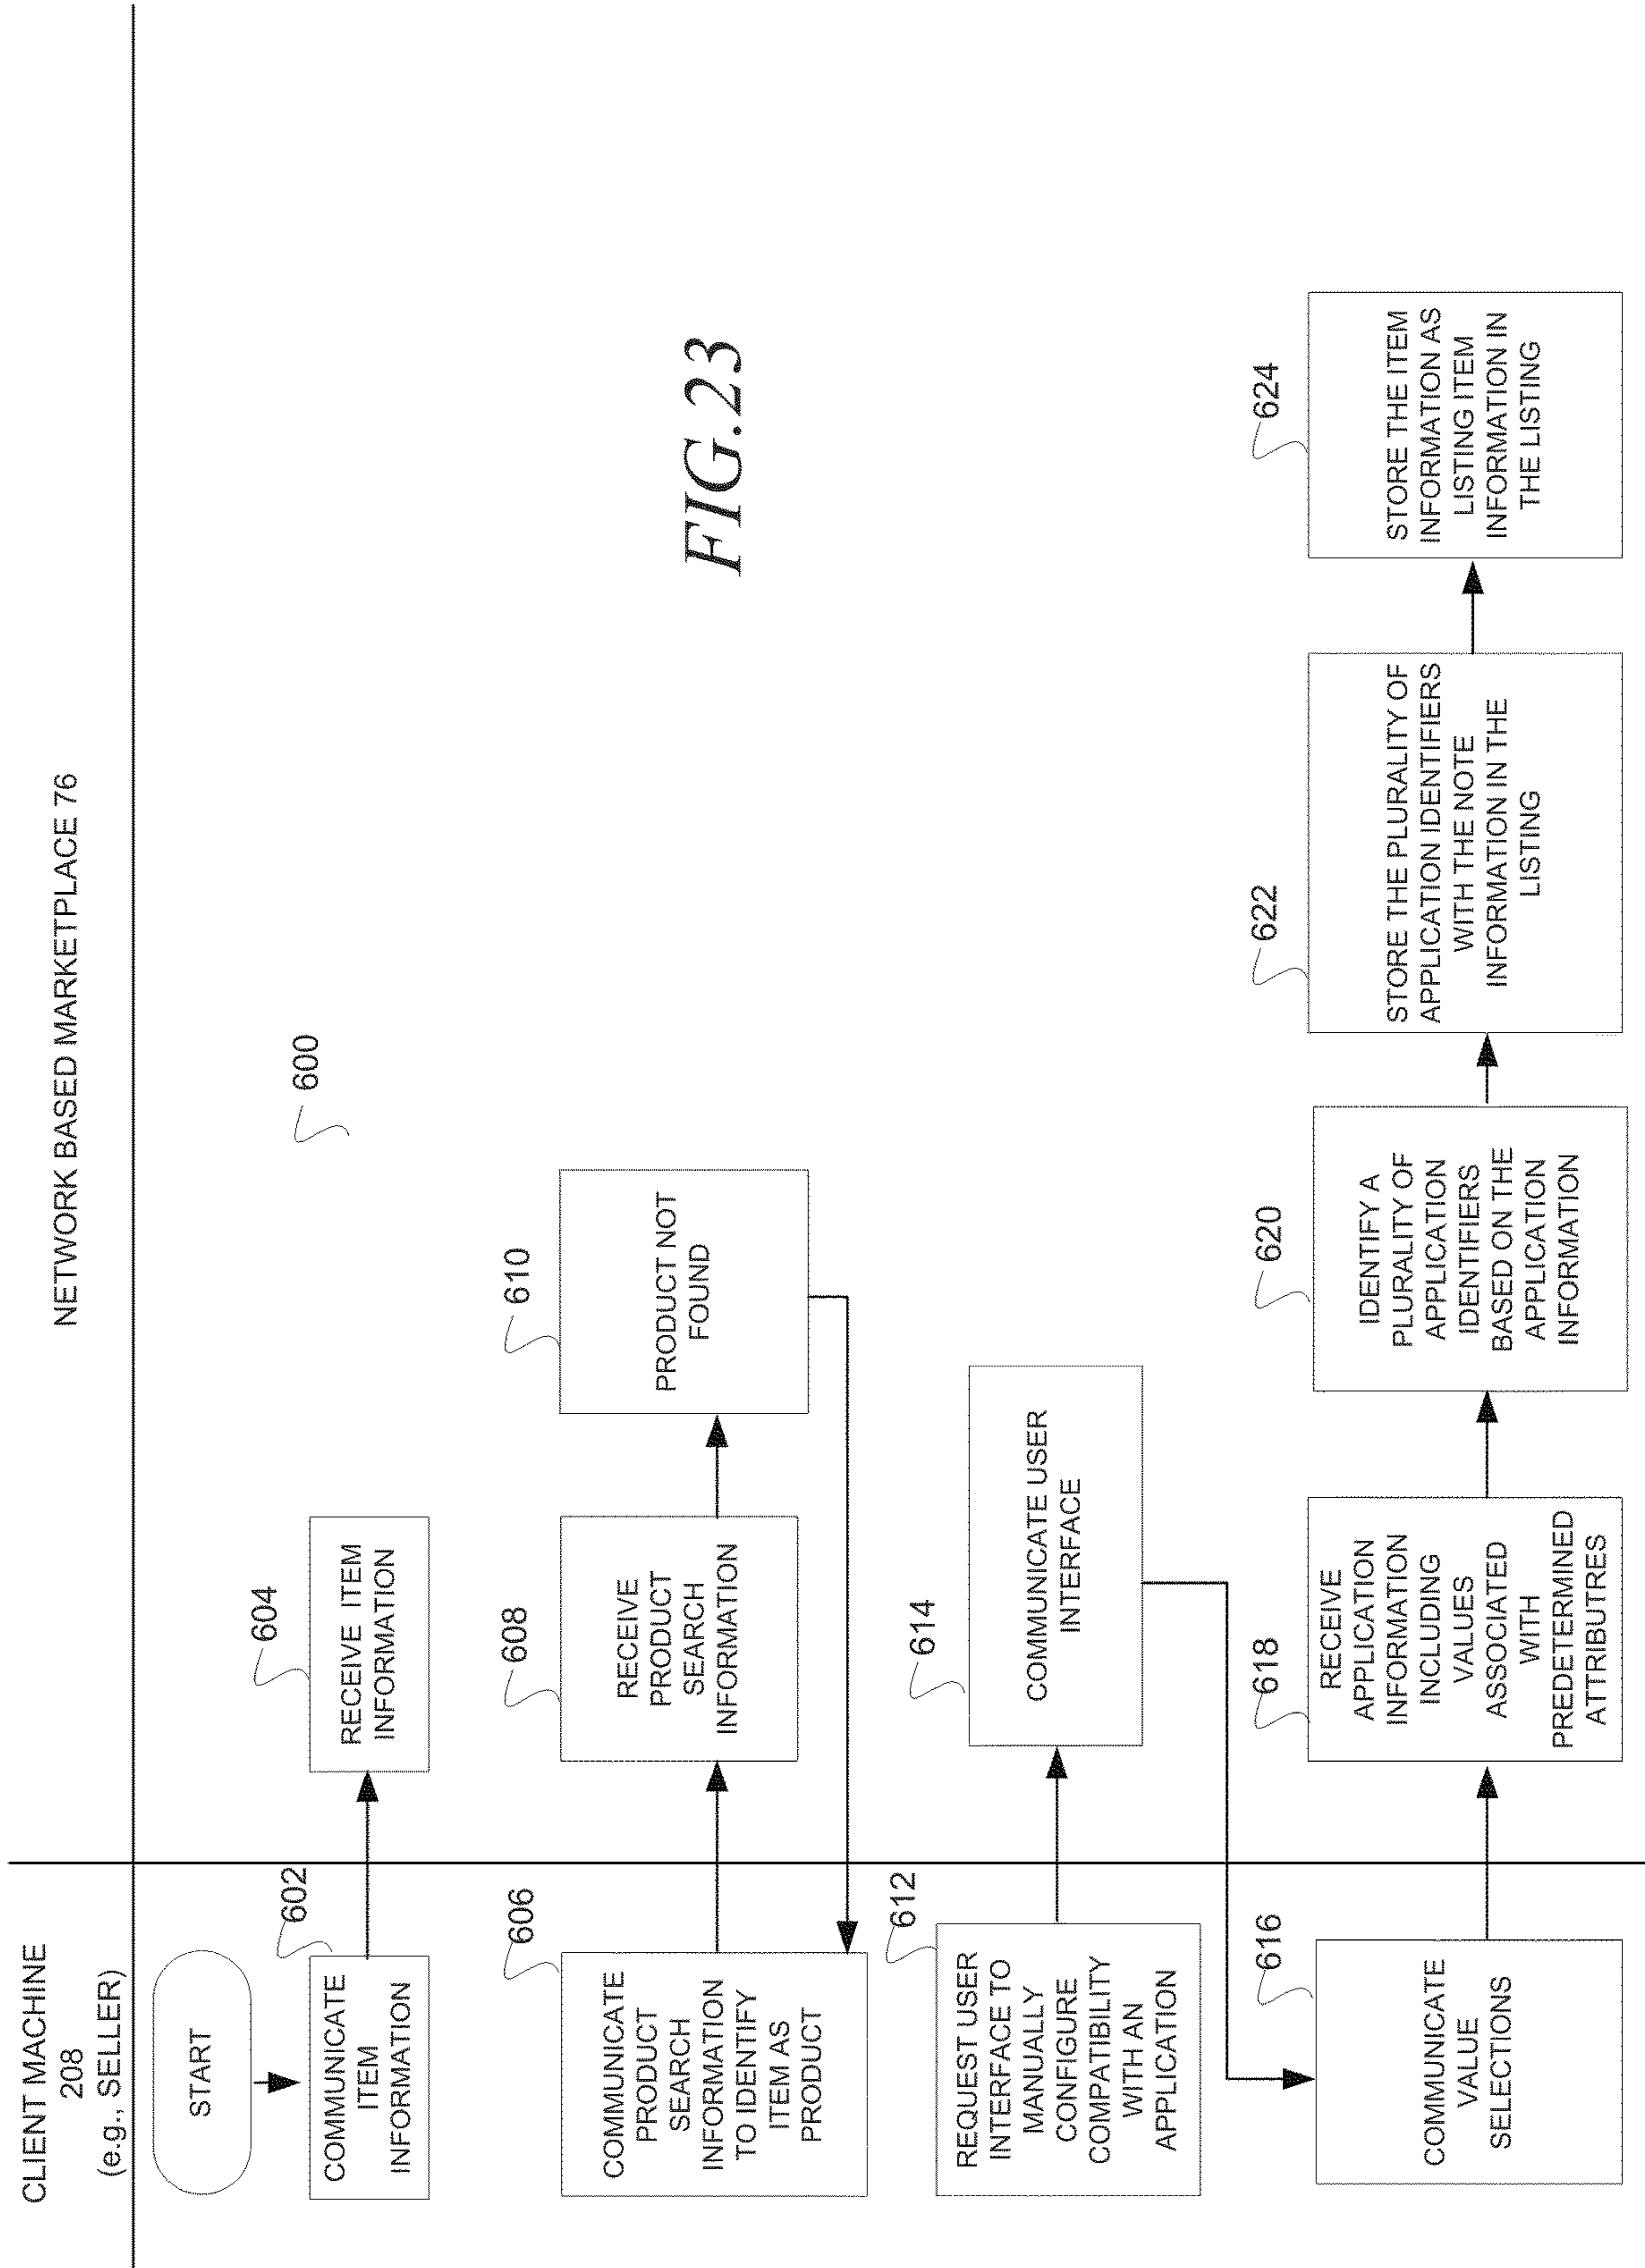 CLIENT MACHINE
208
(e.g., SELLER)
NETWORK BASED MARKETPLACE 76
START
600
602
COMMUNICATE
ITEM
INFORMATION
604
RECEIVE ITEM
INFORMATION
606
COMMUNICATE
PRODUCT
SEARCH
INFORMATION
TO IDENTIFY
ITEM AS
PRODUCT
608
RECEIVE
PRODUCT
SEARCH
INFORMATION
610
PRODUCT NOT
FOUND
FIG.23
612
REQUEST USER
INTERFACE TO
MANUALLY
CONFIGURE
COMPATIBILITY
WITH AN
APPLICATION
614
COMMUNICATE USER
INTERFACE
616
COMMUNICATE
VALUE
SELECTIONS
618
RECEIVE
APPLICATION
INFORMATION
INCLUDING
VALUES
ASSOCIATED
WITH
PREDETERMINED
ATTRIBUTRES
620
IDENTIFY A
PLURALITY OF
APPLICATION
IDENTIFIERS
BASED ON THE
APPLICATION
INFORMATION
622
STORE THE PLURALITY OF
APPLICATION IDENTIFIERS
WITH THE NOTE
INFORMATION IN THE
LISTING
624
STORE THE ITEM
INFORMATION AS
LISTING ITEM
INFORMATION IN
THE LISTING